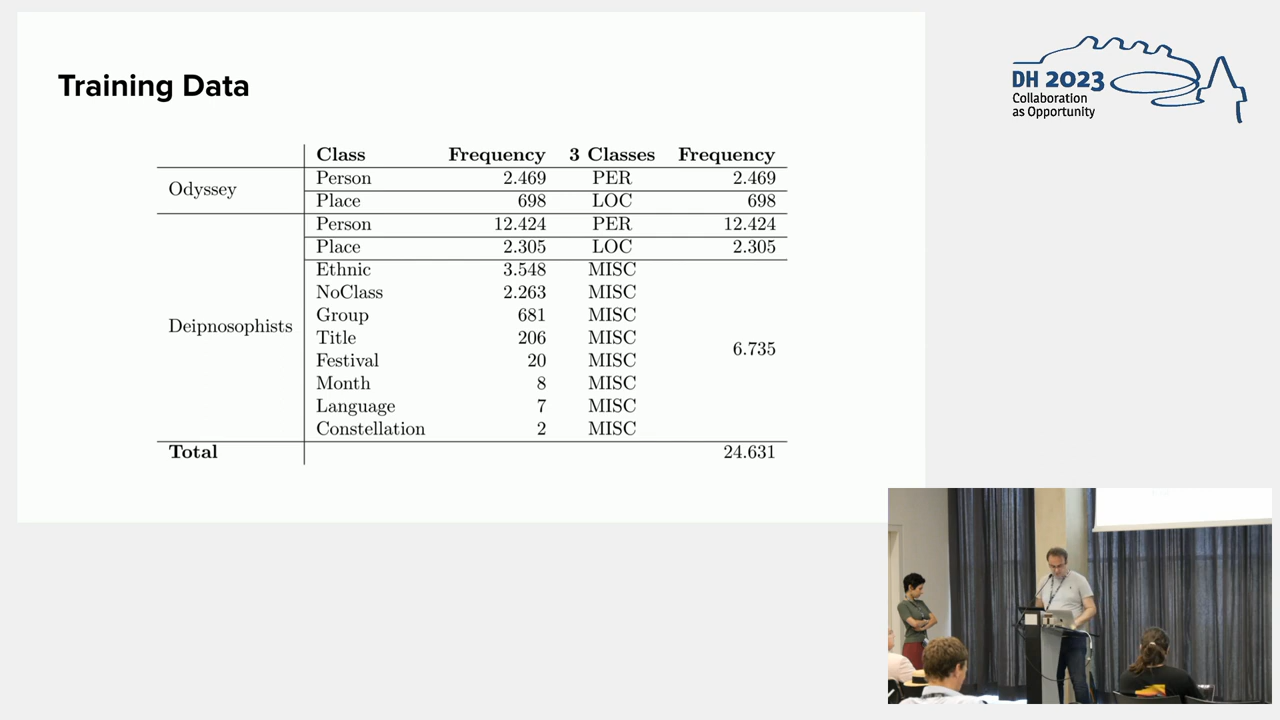 Training Data
Class Frequency 3 Classes Frequency
Odyssey
Person 2.469 PER 2.469
Place 698 LOC 698
Deipnosophists
Person 12.424 PER 12.424
Place 2.305 LOC 2.305
Ethnic 3.548 MISC
NoClass 2.263 MISC
Group 681 MISC
Title 206 MISC
6.735
Festival 20 MISC
Month 8 MISC
Language 7 MISC
Constellation 2 MISC
Total 24.631
DH 2023
Collaboration
as Opportunity